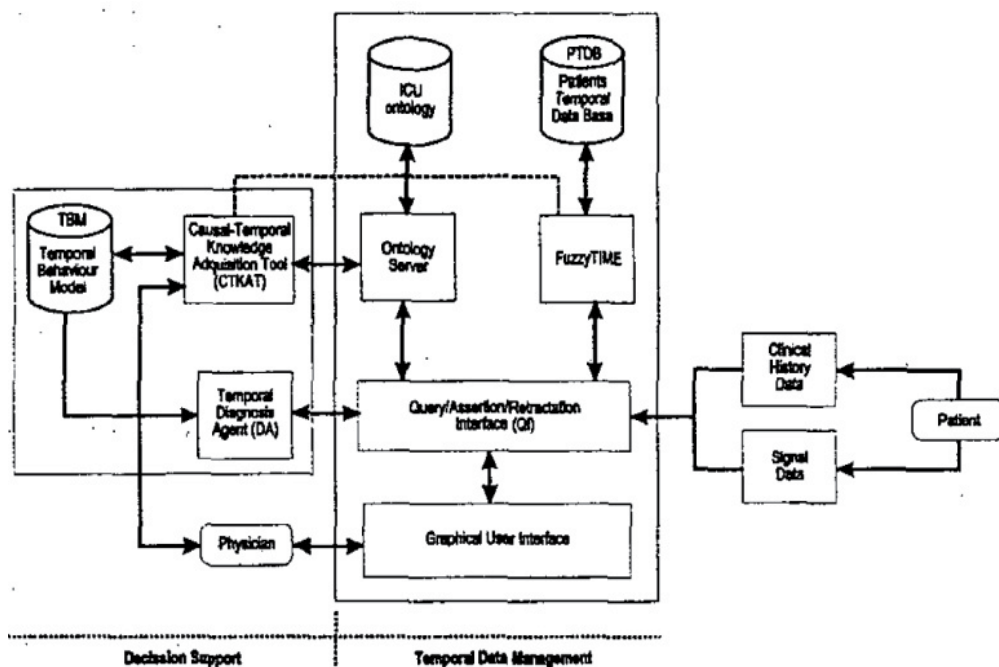 ICU
ontology
PTDB
Patients
Temporal
Data Base
TBM
Temporal
Behaviour
Model
Causal-Temporal
Knowledge
Adquisition Tool
(CTKAT)
Ontology
Server
FuzzyTIME
Temporal
Diagnosis
Agent (DA)
Query/Assertion/Retractation
Interface (QI)
Clinical
History
Data
Patient
Signal
Data
Physician
Graphical User Interface
Decission Support
Temporal Data Management